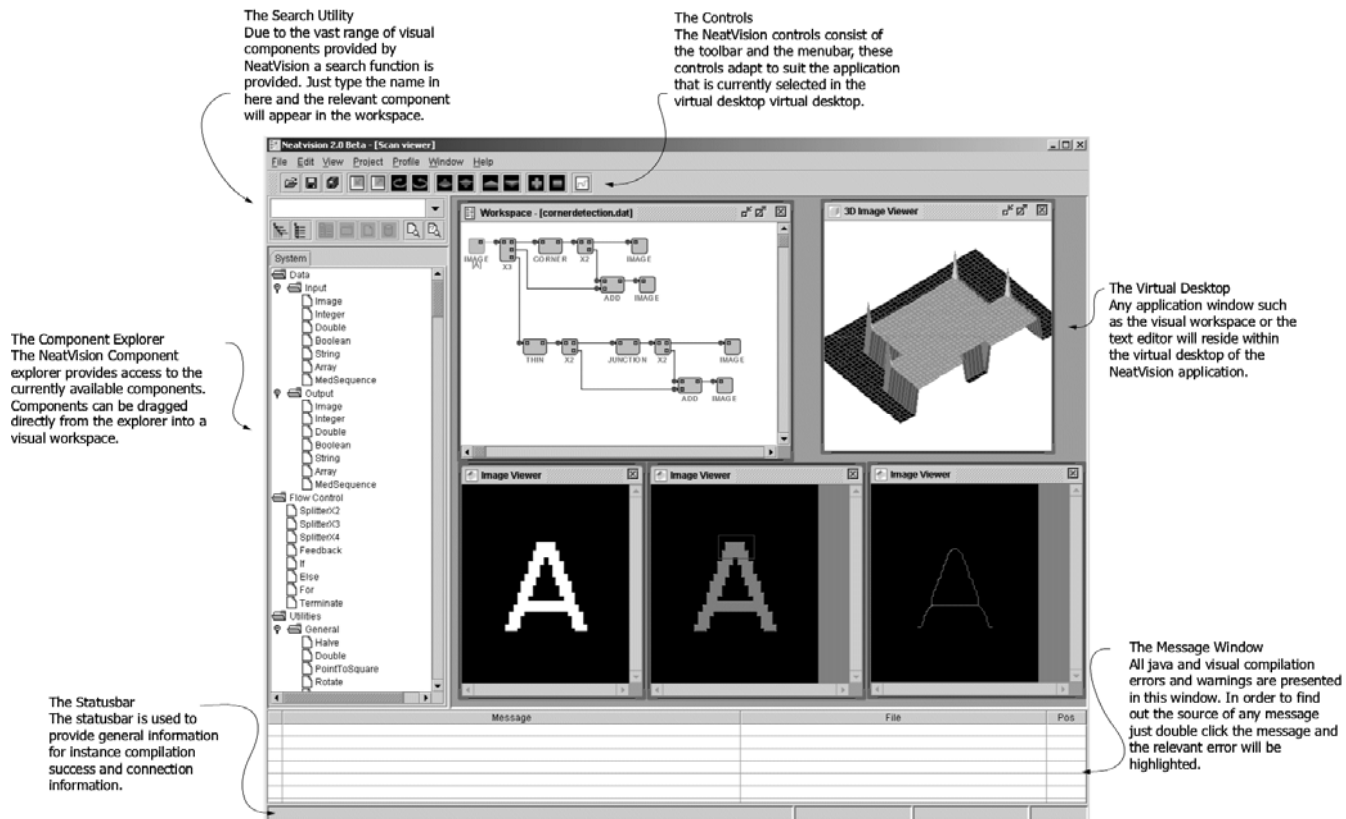 The Search Utility
Due to the vast range of visual
components provided by
NeatVision a search function is
provided. Just type the name in
here and the relevant component
will appear in the workspace.
The Controls
The NeatVision controls consist of
the toolbar and the menubar, these
controls adapt to suit the application
that is currently selected in the
virtual desktop virtual desktop.
Neatvision 2.0 Beta - [Scan viewer]
File Edit View Project Profile Window Help
System
Data
Input
Image
Integer
Double
Boolean
String
Array
MedSequence
Output
Image
Integer
Double
Boolean
String
Array
MedSequence
Flow Control
SplitterX2
SplitterX3
SplitterX4
Feedback
If
Else
For
Terminate
Utilities
General
Halve
Double
PointToSquare
Rotate
Workspace - [cornerdetection.dat]
IMAGE
[A]
X3
CORNER
X2
IMAGE
ADD
IMAGE
THIN
X2
JUNCTION
X2
IMAGE
ADD
IMAGE
3D Image Viewer
Image Viewer
Image Viewer
Image Viewer
The Component Explorer
The NeatVision Component
explorer provides access to the
currently available components.
Components can be dragged
directly from the explorer into a
visual workspace.
The Virtual Desktop
Any application window such
as the visual workspace or the
text editor will reside within
the virtual desktop of the
NeatVision application.
The Message Window
All java and visual compilation
errors and warnings are presented
in this window. In order to find
out the source of any message
just double click the message and
the relevant error will be
highlighted.
The Statusbar
The statusbar is used to
provide general information
for instance compilation
success and connection
information.
Message File Pos
A
A
A